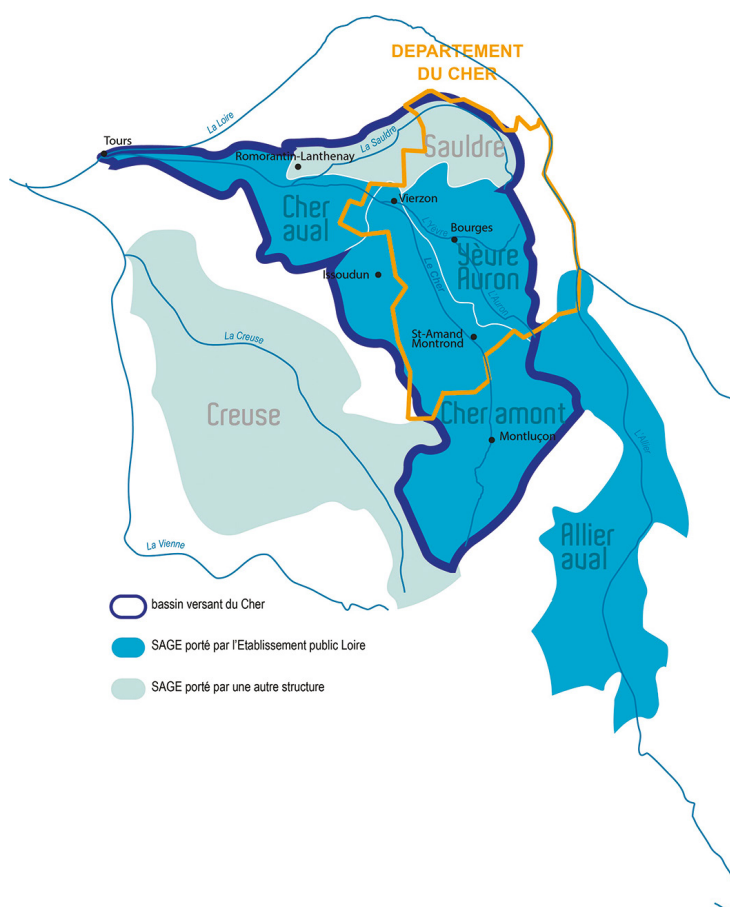 DEPARTEMENT
DU CHER
La Loire
Tours
La Sauldre
Sauldre
Romorantin-Lanthenay
Vierzon
Cher
aval
L'Yèvre
Bourges
Yèvre
Auron
Issoudun
Le Cher
L'Auron
La Creuse
St-Amand
Montrond
Creuse
Cher amont
Montluçon
L'Allier
Allier
aval
La Vienne
bassin versant du Cher
SAGE porté par l'Etablissement public Loire
SAGE porté par une autre structure